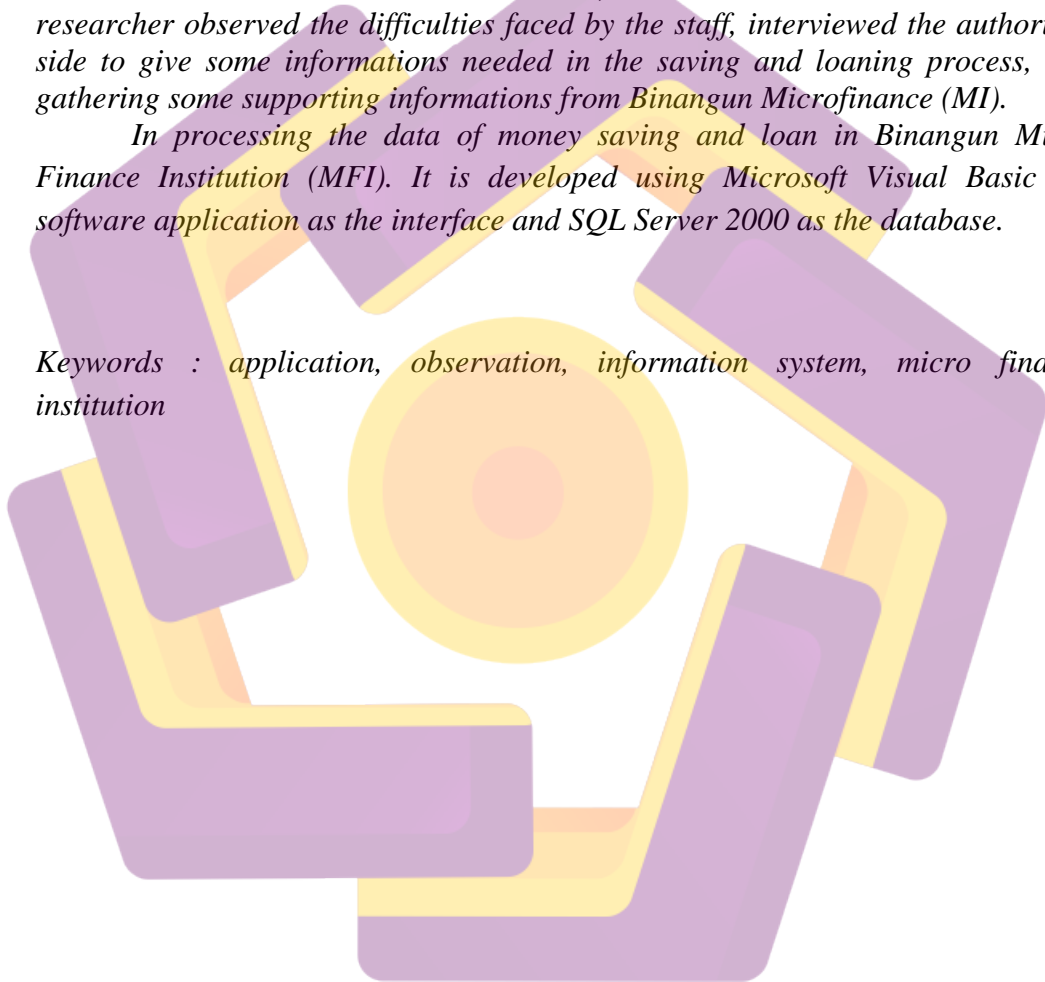 researcher observed the difficulties faced by the staff, interviewed the
side to give some informations needed in the saving and loaning process,
gathering some supporting informations from Binangun Microfinance (MI).
In processing the data of money saving and loan in Binangun
Finance Institution (MFI). It is developed using Microsoft Visual Basic
software application as the interface and SQL Server 2000 as the database.
Keywords : application, observation, information system, micro
institution